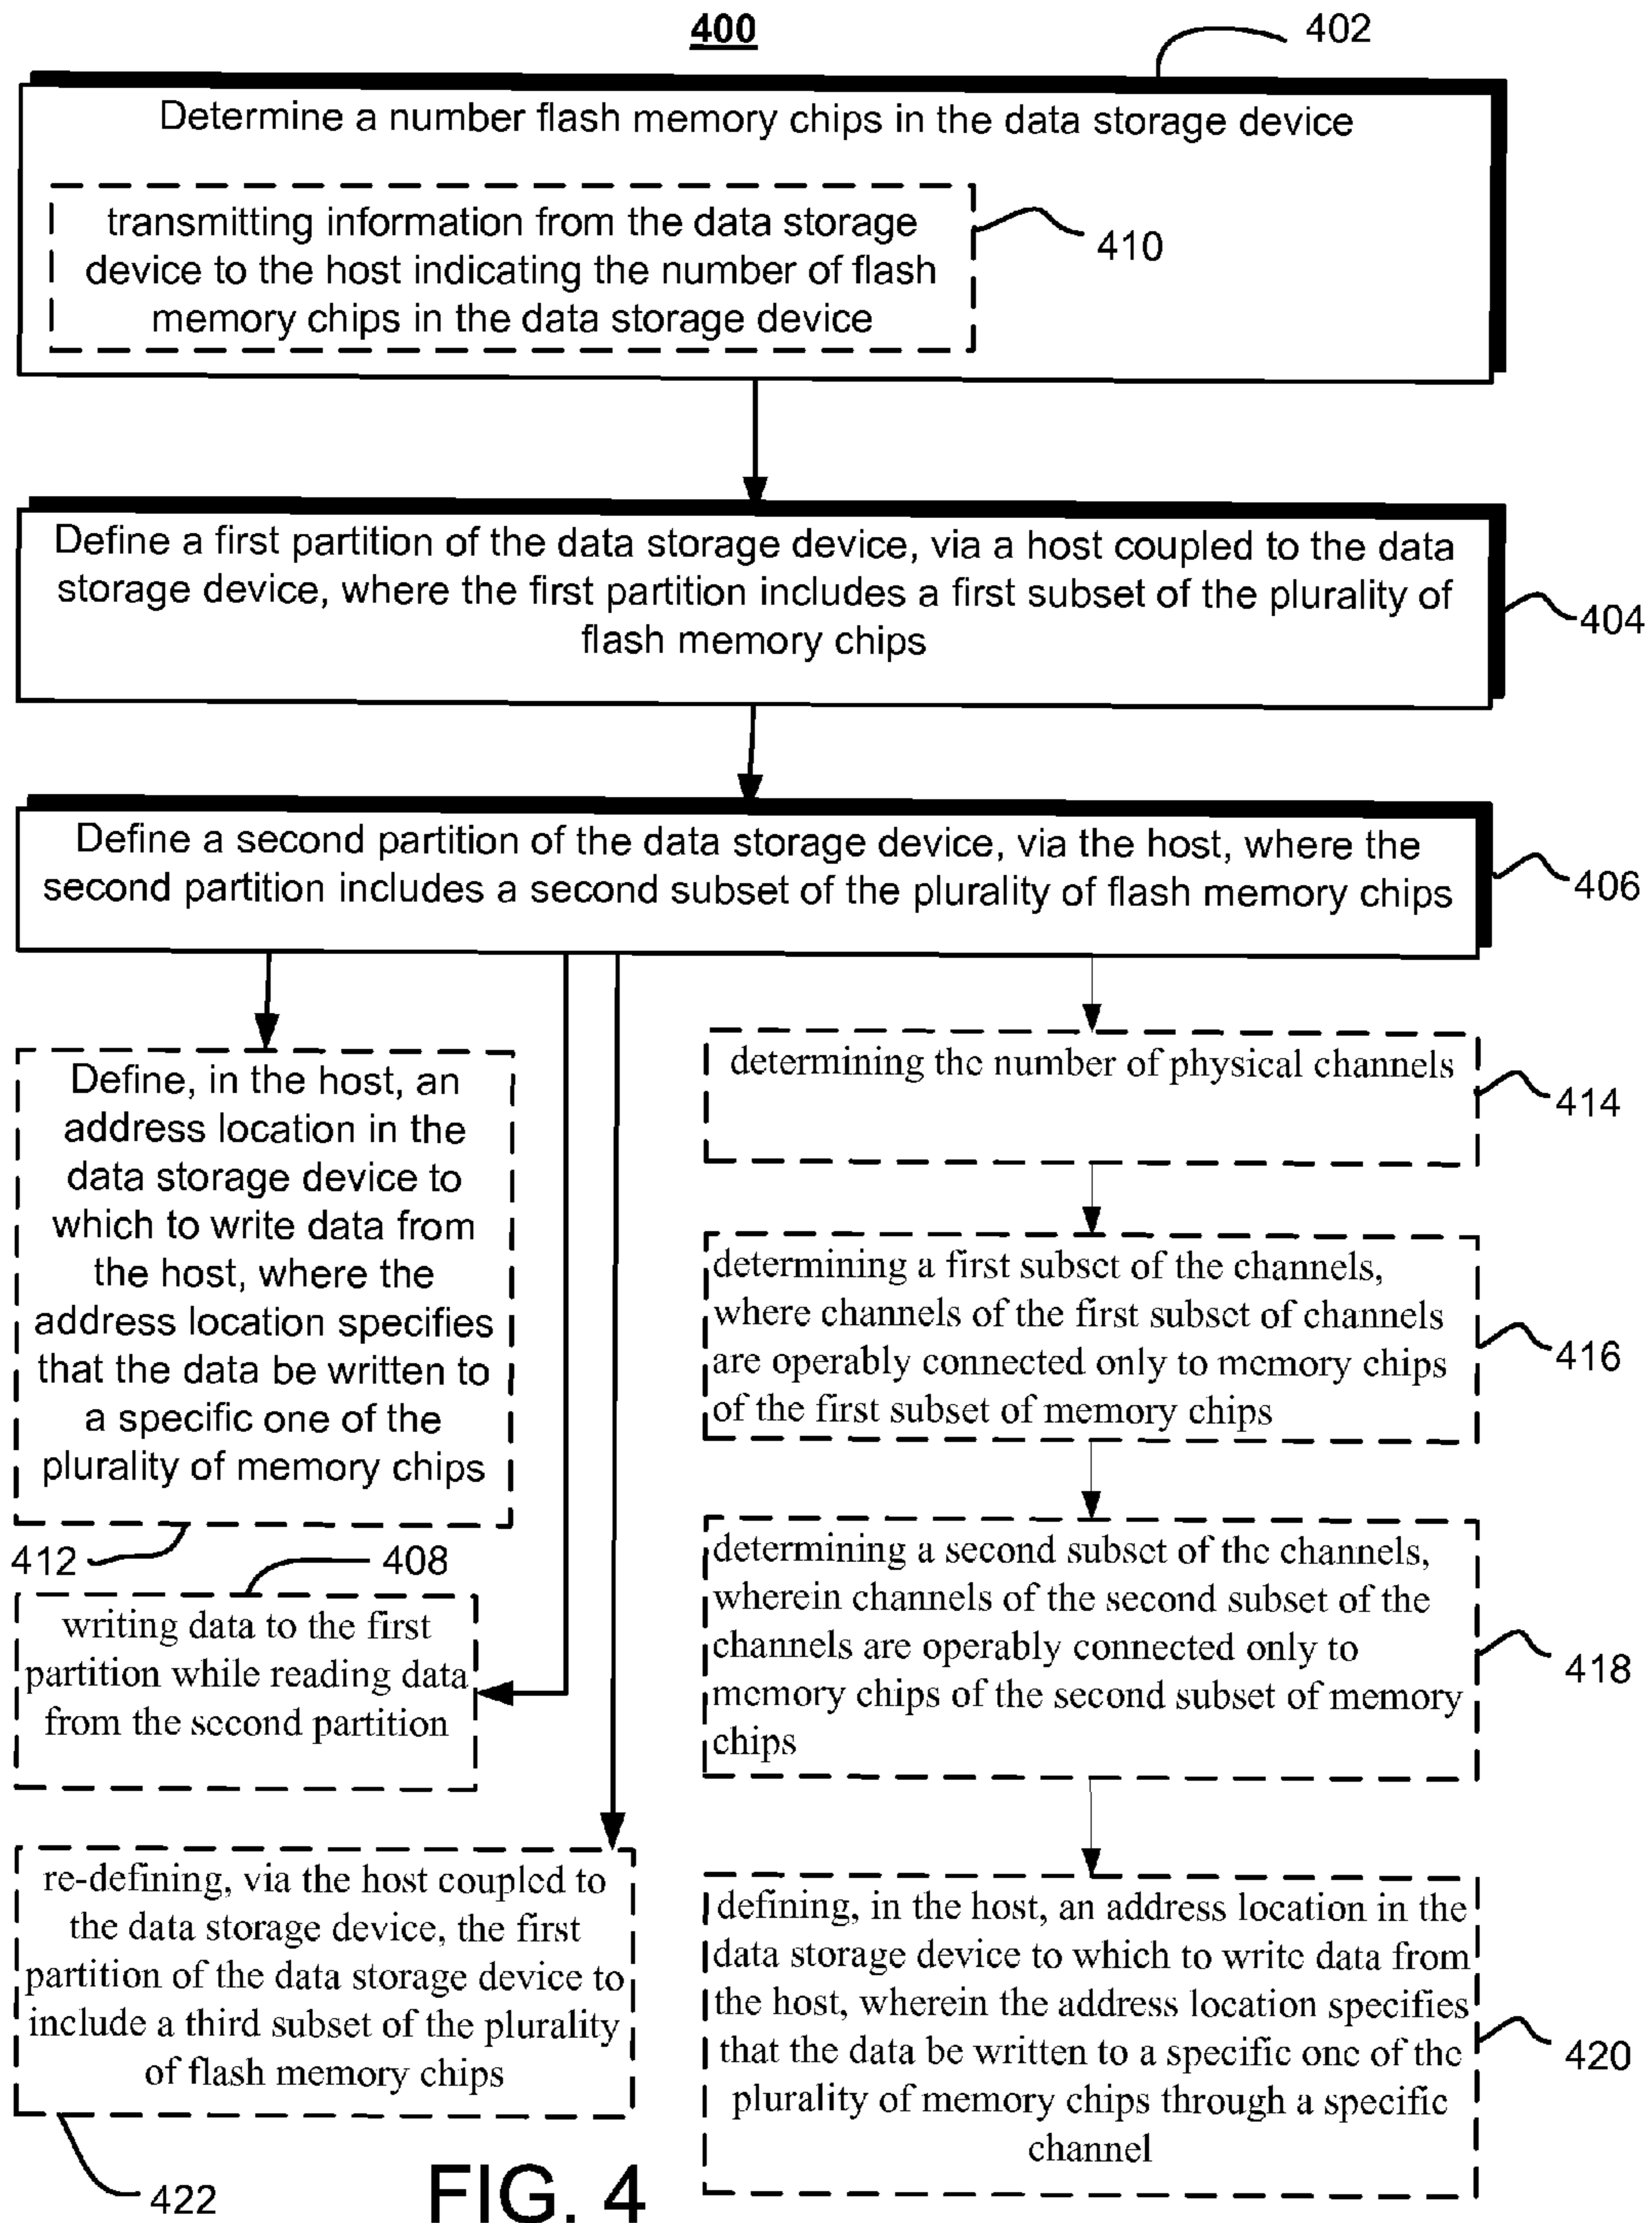 400
402
Determine a number flash memory chips in the data storage device
transmitting information from the data storage
device to the host indicating the number of flash
memory chips in the data storage device
410
Define a first partition of the data storage device, via a host coupled to the data
storage device, where the first partition includes a first subset of the plurality of
flash memory chips
404
Define a second partition of the data storage device, via the host, where the
second partition includes a second subset of the plurality of flash memory chips
406
Define, in the host, an
address location in the
data storage device to
which to write data from
the host, where the
address location specifies
that the data be written to
a specific one of the
plurality of memory chips
412
408
writing data to the first
partition while reading data
from the second partition
re-defining, via the host coupled to
the data storage device, the first
partition of the data storage device to
include a third subset of the plurality
of flash memory chips
422
determining the number of physical channels
414
determining a first subset of the channels,
where channels of the first subset of channels
are operably connected only to memory chips
of the first subset of memory chips
416
determining a second subset of the channels,
wherein channels of the second subset of the
channels are operably connected only to
memory chips of the second subset of memory
chips
418
defining, in the host, an address location in the
data storage device to which to write data from
the host, wherein the address location specifies
that the data be written to a specific one of the
plurality of memory chips through a specific
channel
420
FIG. 4